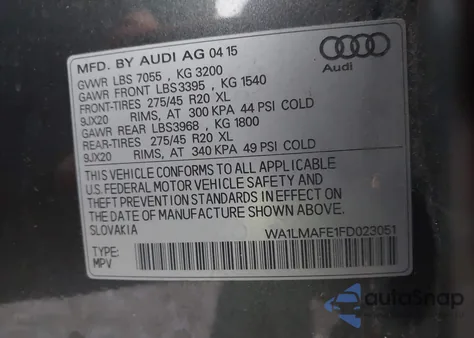 MFD. BY AUDI AG 04 15
GVWR LBS 7055 , KG 3200
GAWR FRONT LBS3395 , KG 1540
FRONT-TIRES 275/45 R20 XL
9JX20 RIMS, AT 300 KPA 44 PSI COLD
GAWR REAR LBS3968 , KG 1800
REAR-TIRES 275/45 R20 XL
9JX20 RIMS, AT 340 KPA 49 PSI COLD
Audi
THIS VEHICLE CONFORMS TO ALL APPLICABLE
U.S. FEDERAL MOTOR VEHICLE SAFETY AND
THEFT PREVENTION STANDARDS IN EFFECT ON
THE DATE OF MANUFACTURE SHOWN ABOVE.
SLOVAKIA
WA1LMAFE1FD023051
TYPE:
MPV
autoSnap